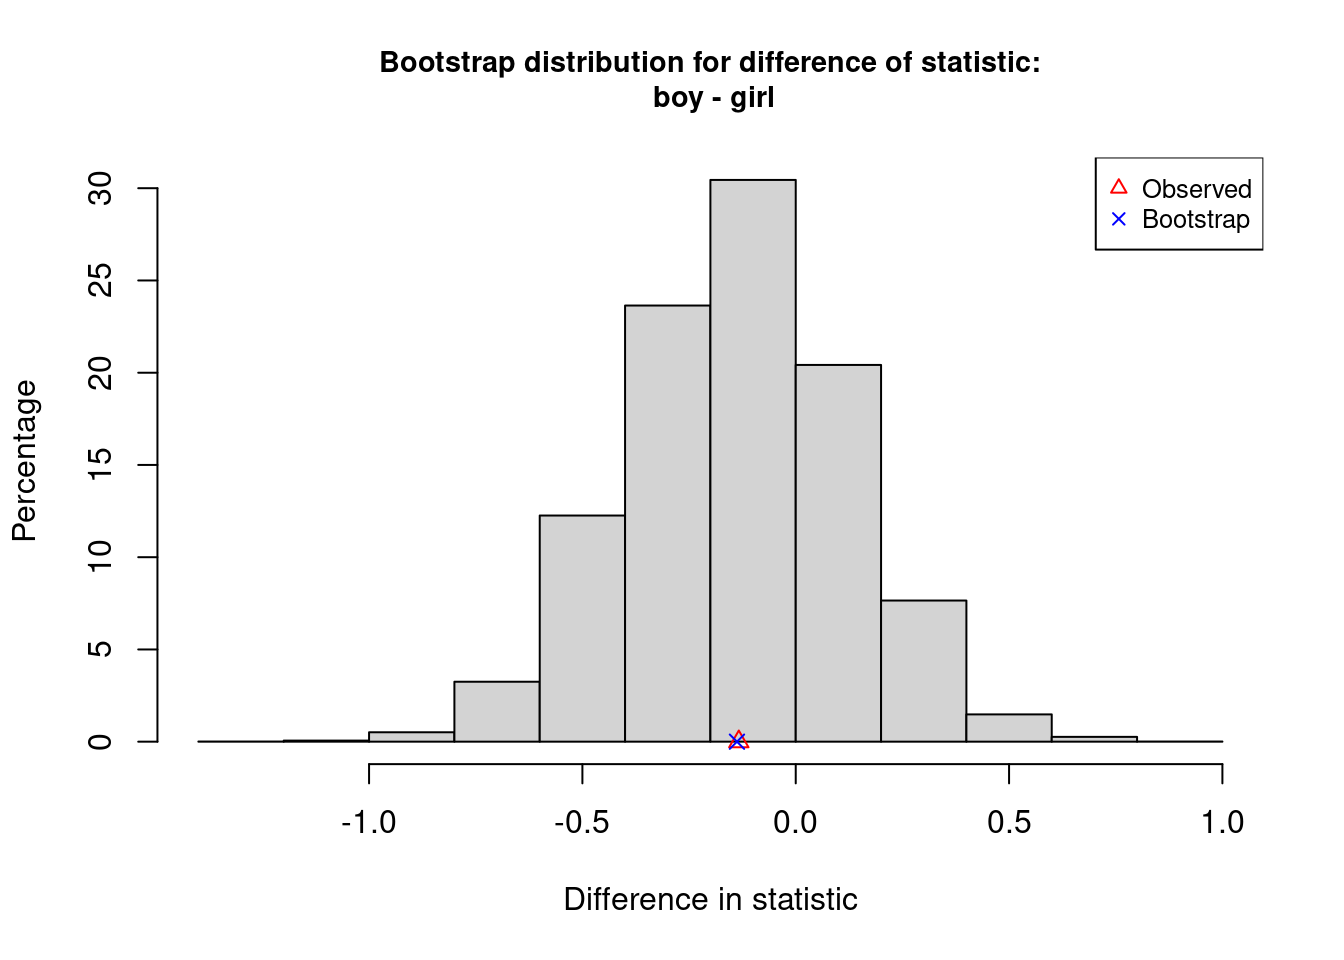 Bootstrap distribution for difference of statistic:
boy - girl
Observed
Bootstrap
Percentage
30
25
20
15
10
5
0
-1.0 -0.5 0.0 0.5 1.0
Difference in statistic